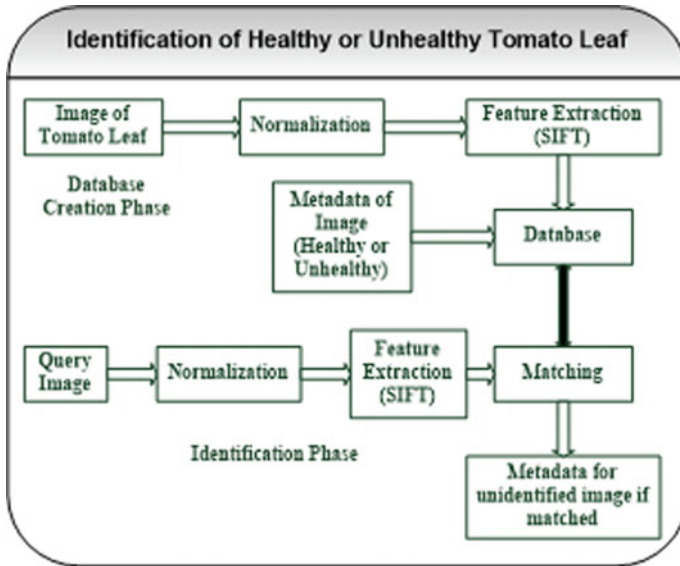 Identification of Healthy or Unhealthy Tomato Leaf
Image of
Tomato Leaf
Normalization
Feature Extraction
(SIFT)
Database
Creation Phase
Metadata of
Image
(Healthy or
Unhealthy)
Database
Query
Image
Normalization
Feature
Extraction
(SIFT)
Matching
Identification Phase
Metadata for
unidentified image if
matched